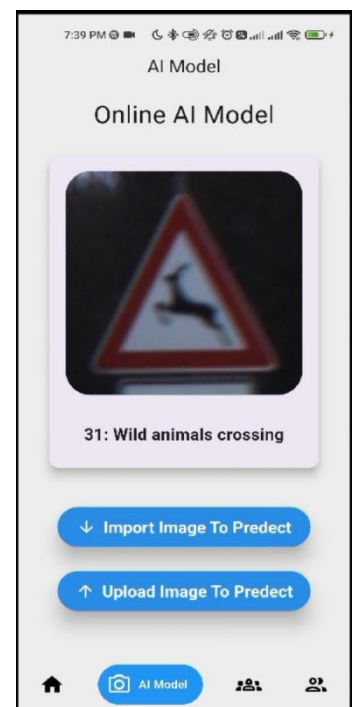 7:39 PM
AI Model
Online AI Model
31: Wild animals crossing
Import Image To Predect
Upload Image To Predect
AI Model